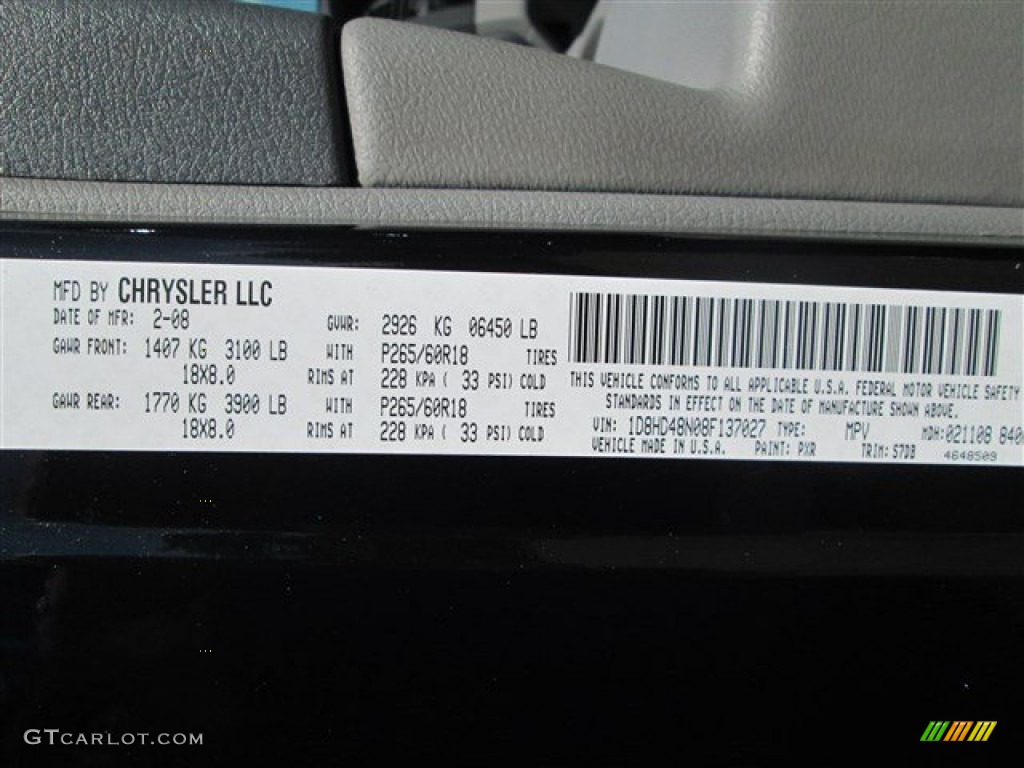 MFD BY CHRYSLER LLC
DATE OF MFR: 2-08 GVWR: 2926 KG 06450 LB
GAWR FRONT: 1407 KG 3100 LB WITH P265/60R18 TIRES
18X8.0 RIMS AT 228 KPA ( 33 PSI) COLD
GAWR REAR: 1770 KG 3900 LB WITH P265/60R18 TIRES
18X8.0 RIMS AT 228 KPA ( 33 PSI) COLD
THIS VEHICLE CONFORMS TO ALL APPLICABLE U.S.A. FEDERAL MOTOR VEHICLE SAFETY
STANDARDS IN EFFECT ON THE DATE OF MANUFACTURE SHOWN ABOVE.
VIN: 1D8HD48N08F137027 TYPE: MPV MDH:021108 840
VEHICLE MADE IN U.S.A. PAINT: PXR TRIM: S7DB 4648509
GTCARLOT.COM